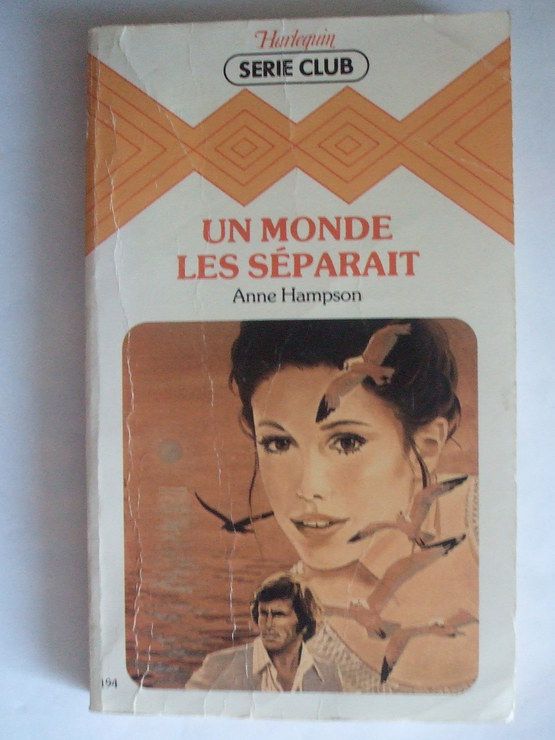 Harlequin
SERIE CLUB
UN MONDE
LES SÉPARAIT
Anne Hampson
194